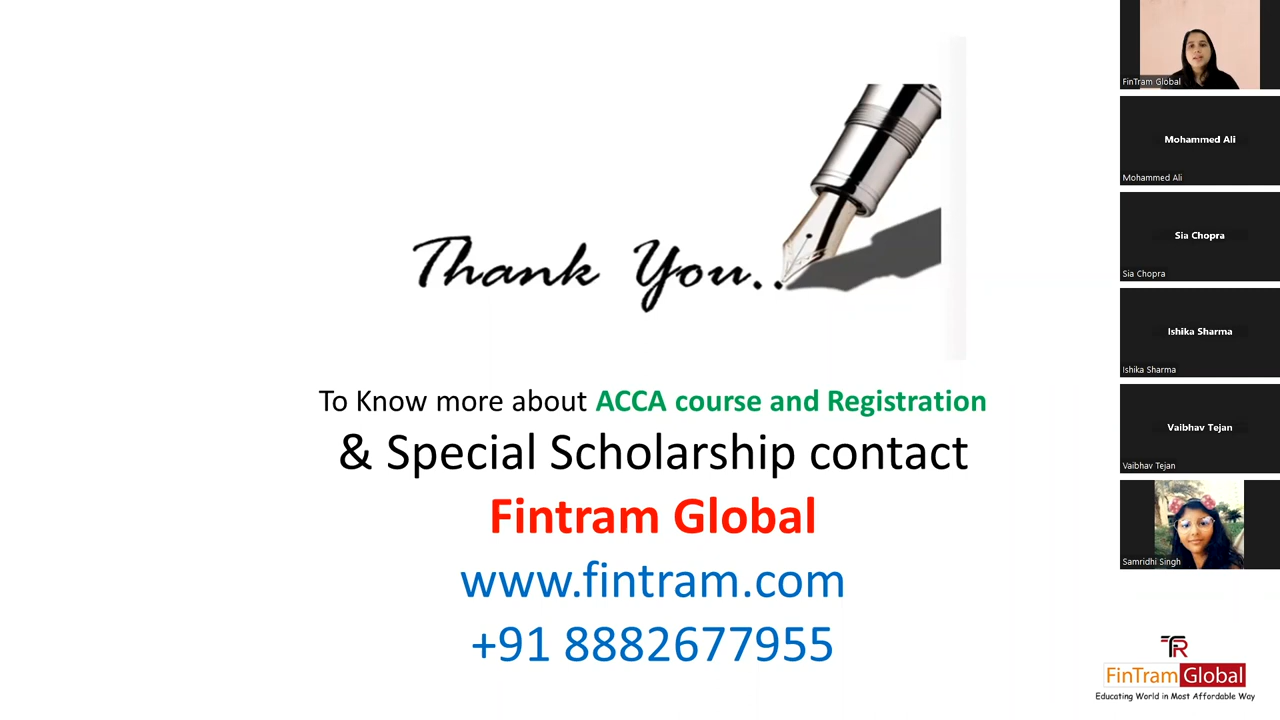 Thank You..
To Know more about ACCA course and Registration
& Special Scholarship contact
Fintram Global
www.fintram.com
+91 8882677955
FinTram Global
Mohammed Ali
Mohammed Ali
Sia Chopra
Sia Chopra
Ishika Sharma
Ishika Sharma
Vaibhav Tejan
Vaibhav Tejan
Samridhi Singh
TR
FinTram Global
Educating World in Most Affordable Way